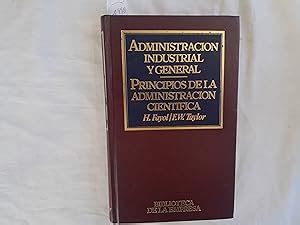 ADMINISTRACION
INDUSTRIAL
Y GENERAL
PRINCIPIOS DE LA
ADMINISTRACION
CIENTIFICA
H. Fayol/F.W. Taylor
BIBLIOTECA
DE LA EMPRESA